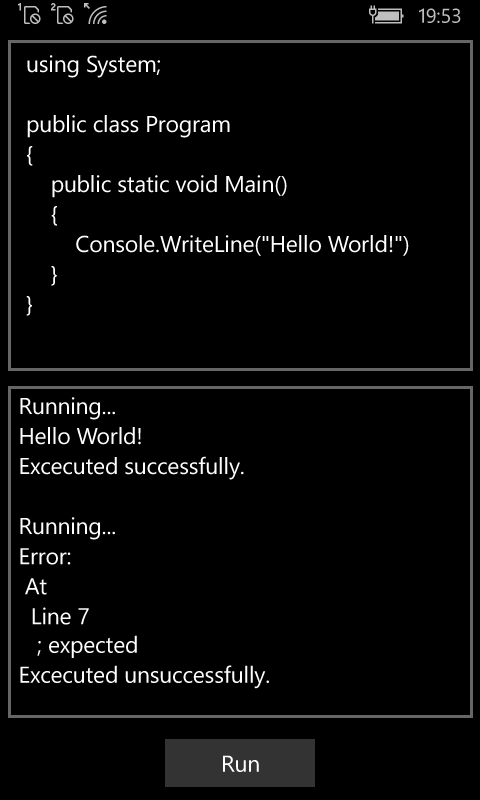 1 2 19:53
using System;
public class Program
{
public static void Main()
{
Console.WriteLine("Hello World!")
}
}
Running...
Hello World!
Excecuted successfully.
Running...
Error:
At
Line 7
; expected
Excecuted unsuccessfully.
Run